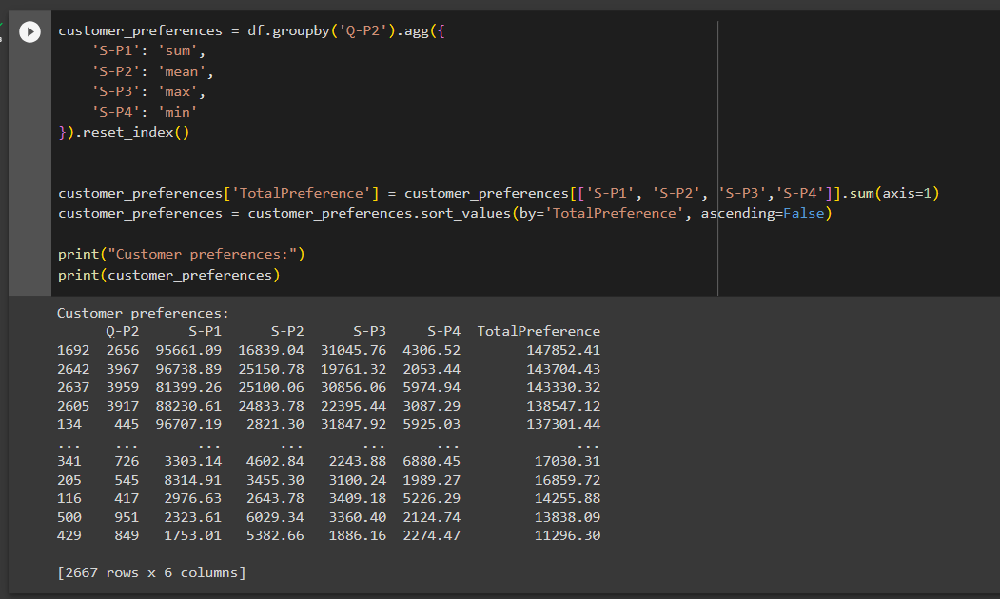 customer_preferences = df.groupby('Q-P2').agg({
    'S-P1': 'sum',
    'S-P2': 'mean',
    'S-P3': 'max',
    'S-P4': 'min'
}).reset_index()
customer_preferences['TotalPreference'] = customer_preferences[['S-P1', 'S-P2', 'S-P3','S-P4']].sum(axis=1)
customer_preferences = customer_preferences.sort_values(by='TotalPreference', ascending=False)
print("Customer preferences:")
print(customer_preferences)
Customer preferences:
      Q-P2      S-P1      S-P2      S-P3     S-P4  TotalPreference
1692  2656  95661.09  16839.04  31045.76  4306.52        147852.41
2642  3967  96738.89  25150.78  19761.32  2053.44        143704.43
2637  3959  81399.26  25100.06  30856.06  5974.94        143330.32
2605  3917  88230.61  24833.78  22395.44  3087.29        138547.12
134    445  96707.19   2821.30  31847.92  5925.03        137301.44
...    ...       ...       ...       ...      ...              ...
341    726   3303.14   4602.84   2243.88  6880.45         17030.31
205    545   8314.91   3455.30   3100.24  1989.27         16859.72
116    417   2976.63   2643.78   3409.18  5226.29         14255.88
500    951   2323.61   6029.34   3360.40  2124.74         13838.09
429    849   1753.01   5382.66   1886.16  2274.47         11296.30
[2667 rows x 6 columns]